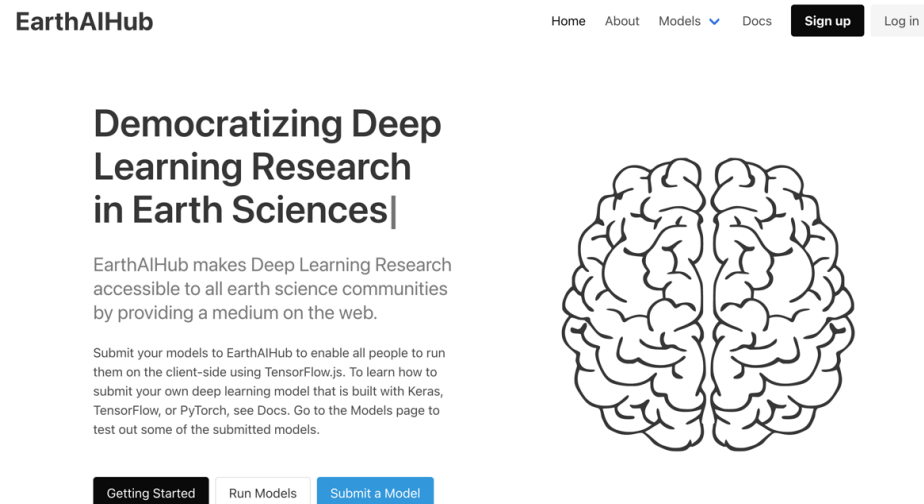 EarthAIHub
Home About Models Docs Sign up Log in
Democratizing Deep
Learning Research
in Earth Sciences|
EarthAIHub makes Deep Learning Research
accessible to all earth science communities
by providing a medium on the web.
Submit your models to EarthAIHub to enable all people to run
them on the client-side using TensorFlow.js. To learn how to
submit your own deep learning model that is built with Keras,
TensorFlow, or PyTorch, see Docs. Go to the Models page to
test out some of the submitted models.
Getting Started Run Models Submit a Model